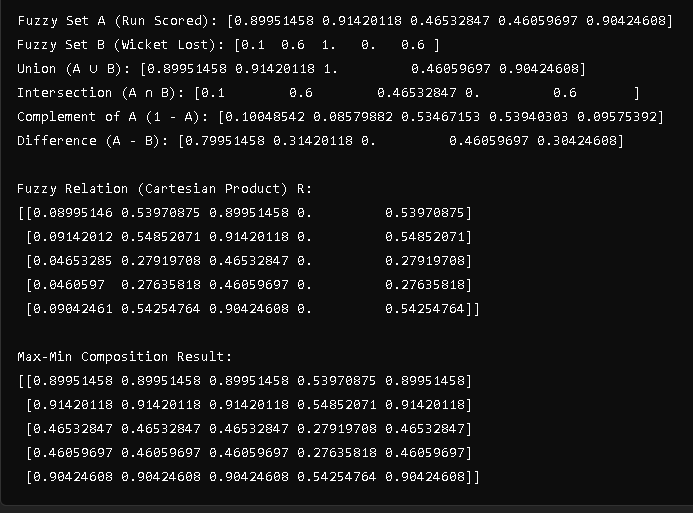 Fuzzy Set A (Run Scored): [0.89951458 0.91420118 0.46532847 0.46059697 0.90424608]
Fuzzy Set B (Wicket Lost): [0.1  0.6  1.   0.   0.6 ]
Union (A ∪ B): [0.89951458 0.91420118 1.         0.46059697 0.90424608]
Intersection (A ∩ B): [0.1        0.6        0.46532847 0.         0.6       ]
Complement of A (1 - A): [0.10048542 0.08579882 0.53467153 0.53940303 0.09575392]
Difference (A - B): [0.79951458 0.31420118 0.         0.46059697 0.30424608]
Fuzzy Relation (Cartesian Product) R:
[[0.08995146 0.53970875 0.89951458 0.         0.53970875]
 [0.09142012 0.54852071 0.91420118 0.         0.54852071]
 [0.04653285 0.27919708 0.46532847 0.         0.27919708]
 [0.0460597  0.27635818 0.46059697 0.         0.27635818]
 [0.09042461 0.54254764 0.90424608 0.         0.54254764]]
Max-Min Composition Result:
[[0.89951458 0.89951458 0.89951458 0.53970875 0.89951458]
 [0.91420118 0.91420118 0.91420118 0.54852071 0.91420118]
 [0.46532847 0.46532847 0.46532847 0.27919708 0.46532847]
 [0.46059697 0.46059697 0.46059697 0.27635818 0.46059697]
 [0.90424608 0.90424608 0.90424608 0.54254764 0.90424608]]